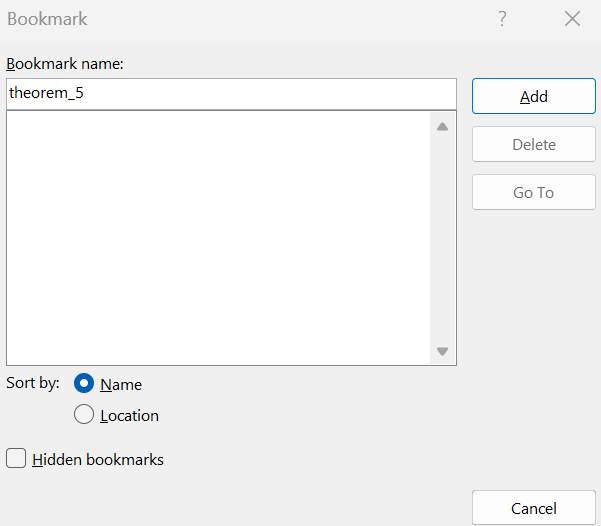 Bookmark ?
Bookmark name:
theorem_5
Add
Delete
Go To
Sort by: Name
Location
Hidden bookmarks
Cancel